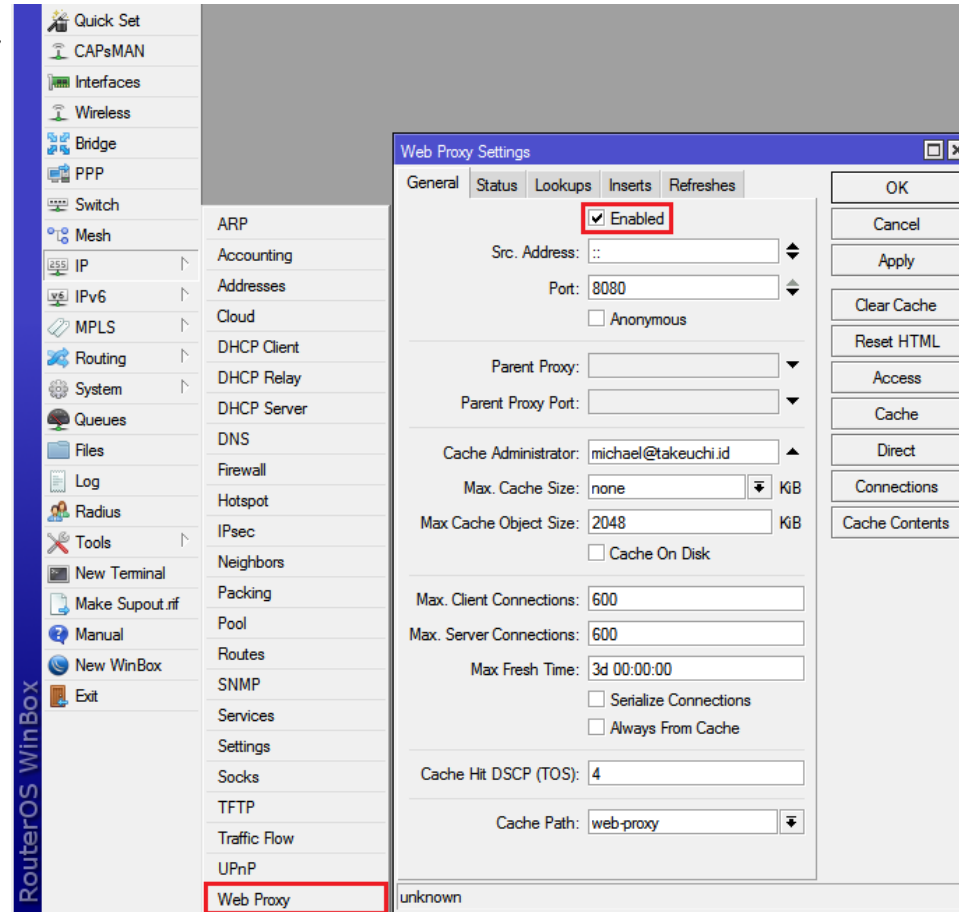 Quick Set
CAPsMAN
Interfaces
Wireless
Bridge
PPP
Switch
Mesh
IP
IPv6
MPLS
Routing
System
Queues
Files
Log
Radius
Tools
New Terminal
Make Supout.rif
Manual
New WinBox
Exit
RouterOS WinBox
ARP
Accounting
Addresses
Cloud
DHCP Client
DHCP Relay
DHCP Server
DNS
Firewall
Hotspot
IPsec
Neighbors
Packing
Pool
Routes
SNMP
Services
Settings
Socks
TFTP
Traffic Flow
UPnP
Web Proxy
Web Proxy Settings
General Status Lookups Inserts Refreshes
Enabled
Src. Address: ::
Port: 8080
Anonymous
Parent Proxy:
Parent Proxy Port:
Cache Administrator: michael@takeuchi.id
Max. Cache Size: none KiB
Max Cache Object Size: 2048 KiB
Cache On Disk
Max. Client Connections: 600
Max. Server Connections: 600
Max Fresh Time: 3d 00:00:00
Serialize Connections
Always From Cache
Cache Hit DSCP (TOS): 4
Cache Path: web-proxy
unknown
OK
Cancel
Apply
Clear Cache
Reset HTML
Access
Cache
Direct
Connections
Cache Contents